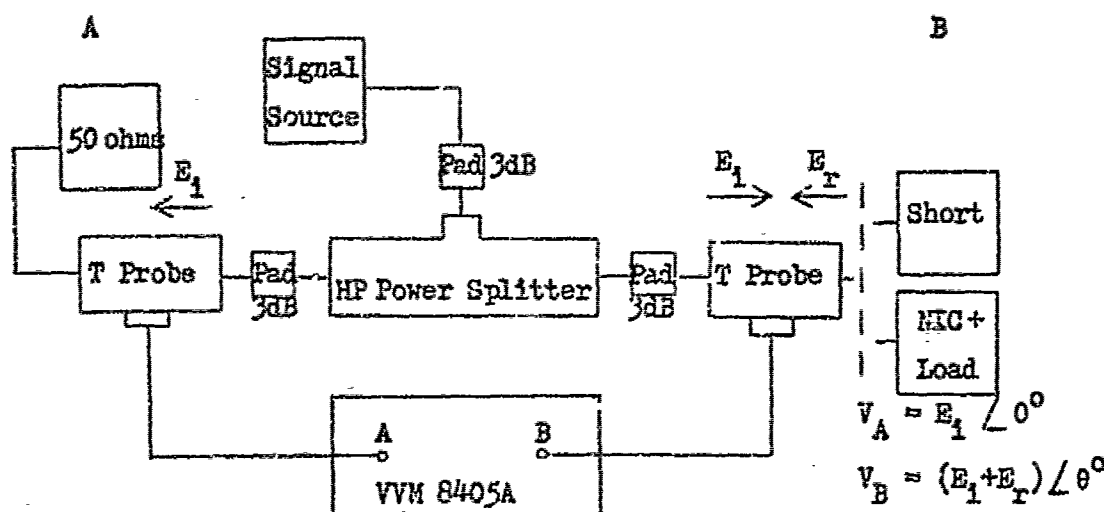 A
B
Signal
Source
50 ohms
Pad 3dB
E_i
E_i
E_r
Short
T Probe
Pad
3dB
HP Power Splitter
Pad
3dB
T Probe
NIC +
Load
V_A = E_i ∠0°
A
B
V_B = (E_i+E_r)∠θ°
VVM 8405A